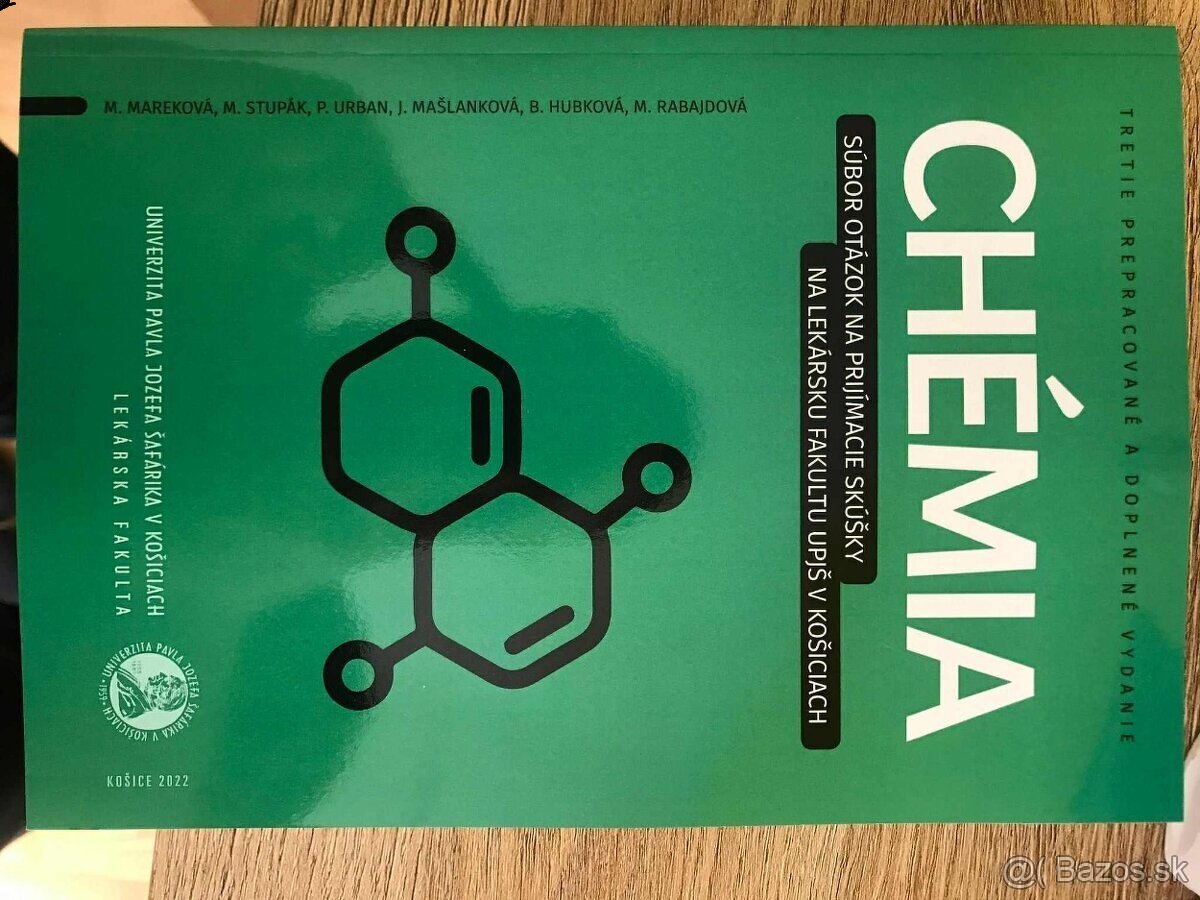 M. MAREKOVÁ, M. STUPÁK, P. URBAN, J. MAŠLANKOVÁ, B. HUBKOVÁ, M. RABAJDOVÁ
TRETIE PREPRACOVANÉ A DOPLNENÉ VYDANIE
CHÉMIA
SÚBOR OTÁZOK NA PRIJÍMACIE SKÚŠKY
NA LEKÁRSKU FAKULTU UPJŠ V KOŠICIACH
UNIVERZITA PAVLA JOZEFA ŠAFÁRIKA V KOŠICIACH
LEKÁRSKA FAKULTA
UNIVERZITA PAVLA JOZEFA ŠAFÁRIKA V KOŠICIACH • 1959 •
KOŠICE 2022
@( Bazos.sk